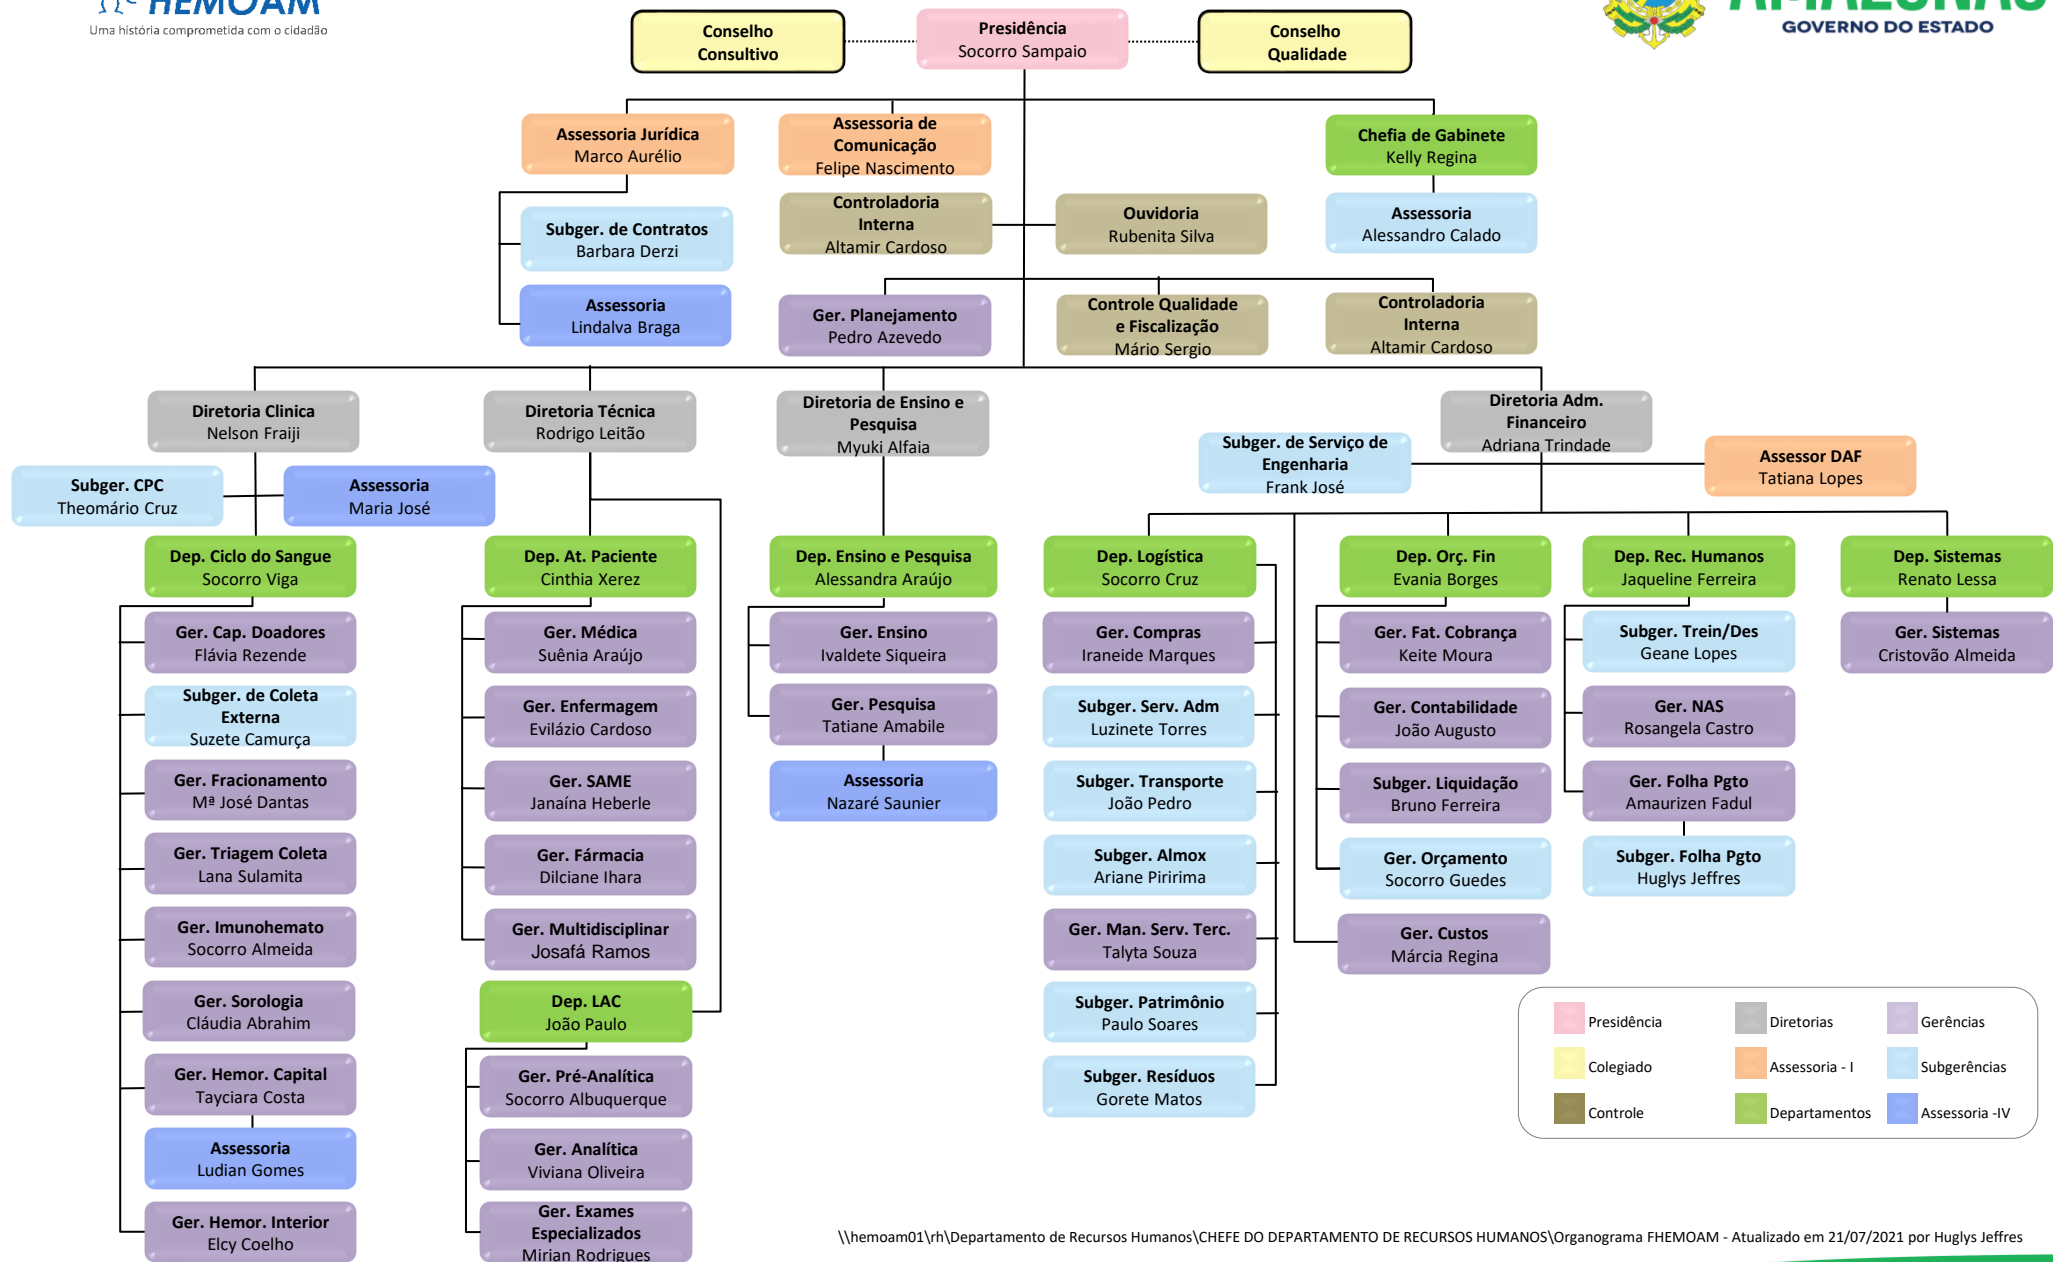 HEMOAM
Uma história comprometida com o cidadão
AMAZONAS
GOVERNO DO ESTADO
Conselho
Consultivo
Presidência
Socorro Sampaio
Conselho
Qualidade
Assessoria Jurídica
Marco Aurélio
Assessoria de
Comunicação
Felipe Nascimento
Chefia de Gabinete
Kelly Regina
Subger. de Contratos
Barbara Derzi
Controladoria
Interna
Altamir Cardoso
Ouvidoria
Rubenita Silva
Assessoria
Alessandro Calado
Assessoria
Lindalva Braga
Ger. Planejamento
Pedro Azevedo
Controle Qualidade
e Fiscalização
Mário Sergio
Controladoria
Interna
Altamir Cardoso
Diretoria Clinica
Nelson Fraiji
Diretoria Técnica
Rodrigo Leitão
Diretoria de Ensino e
Pesquisa
Myuki Alfaia
Diretoria Adm.
Financeiro
Adriana Trindade
Subger. CPC
Theomário Cruz
Assessoria
Maria José
Subger. de Serviço de
Engenharia
Frank José
Assessor DAF
Tatiana Lopes
Dep. Ciclo do Sangue
Socorro Viga
Ger. Cap. Doadores
Flávia Rezende
Subger. de Coleta
Externa
Suzete Camurça
Ger. Fracionamento
Mª José Dantas
Ger. Triagem Coleta
Lana Sulamita
Ger. Imunohemato
Socorro Almeida
Ger. Sorologia
Cláudia Abrahim
Ger. Hemor. Capital
Tayciara Costa
Assessoria
Ludian Gomes
Ger. Hemor. Interior
Elcy Coelho
Dep. At. Paciente
Cinthia Xerez
Ger. Médica
Suênia Araújo
Ger. Enfermagem
Evilázio Cardoso
Ger. SAME
Janaína Heberle
Ger. Fármacia
Dilciane Ihara
Ger. Multidisciplinar
Josafá Ramos
Dep. LAC
João Paulo
Ger. Pré-Analítica
Socorro Albuquerque
Ger. Analítica
Viviana Oliveira
Ger. Exames
Especializados
Mirian Rodrigues
Dep. Ensino e Pesquisa
Alessandra Araújo
Ger. Ensino
Ivaldete Siqueira
Ger. Pesquisa
Tatiane Amabile
Assessoria
Nazaré Saunier
Dep. Logística
Socorro Cruz
Ger. Compras
Iraneide Marques
Subger. Serv. Adm
Luzinete Torres
Subger. Transporte
João Pedro
Subger. Almox
Ariane Piririma
Ger. Man. Serv. Terc.
Talyta Souza
Subger. Patrimônio
Paulo Soares
Subger. Resíduos
Gorete Matos
Dep. Orç. Fin
Evania Borges
Ger. Fat. Cobrança
Keite Moura
Ger. Contabilidade
João Augusto
Subger. Liquidação
Bruno Ferreira
Ger. Orçamento
Socorro Guedes
Ger. Custos
Márcia Regina
Dep. Rec. Humanos
Jaqueline Ferreira
Subger. Trein/Des
Geane Lopes
Ger. NAS
Rosangela Castro
Ger. Folha Pgto
Amaurizen Fadul
Subger. Folha Pgto
Huglys Jeffres
Dep. Sistemas
Renato Lessa
Ger. Sistemas
Cristovão Almeida
Presidência
Diretorias
Gerências
Colegiado
Assessoria - I
Subgerências
Controle
Departamentos
Assessoria -IV
\\hemoam01\rh\Departamento de Recursos Humanos\CHEFE DO DEPARTAMENTO DE RECURSOS HUMANOS\Organograma FHEMOAM - Atualizado em 21/07/2021 por Huglys Jeffres